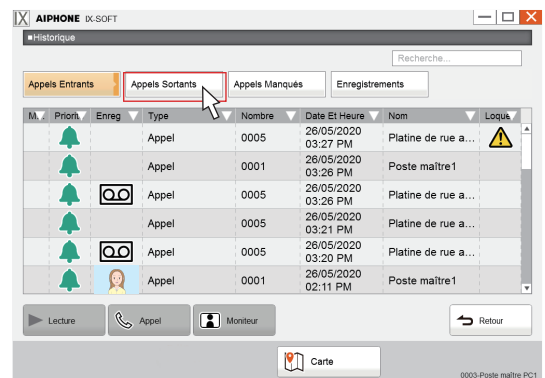 AIPHONE IX-SOFT
■Historique
Recherche...
Appels Entrants Appels Sortants Appels Manqués Enregistrements
M... Priorit Enreg Type Nombre Date Et Heure Nom Loque
Appel 0005 26/05/2020 03:27 PM Platine de rue a...
Appel 0001 26/05/2020 03:26 PM Poste maître1
Appel 0005 26/05/2020 03:26 PM Platine de rue a...
Appel 0005 26/05/2020 03:21 PM Platine de rue a...
Appel 0005 26/05/2020 03:20 PM Platine de rue a...
Appel 0001 26/05/2020 02:11 PM Poste maître1
Lecture Appel Moniteur Retour
Carte
0003-Poste maître PC1